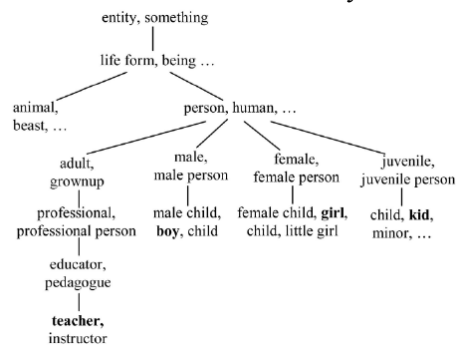 entity, something
life form, being …
animal,
beast, …
person, human, …
adult,
grownup
male,
male person
female,
female person
juvenile,
juvenile person
professional,
professional person
male child,
boy, child
female child, girl,
child, little girl
child, kid,
minor, …
educator,
pedagogue
teacher,
instructor